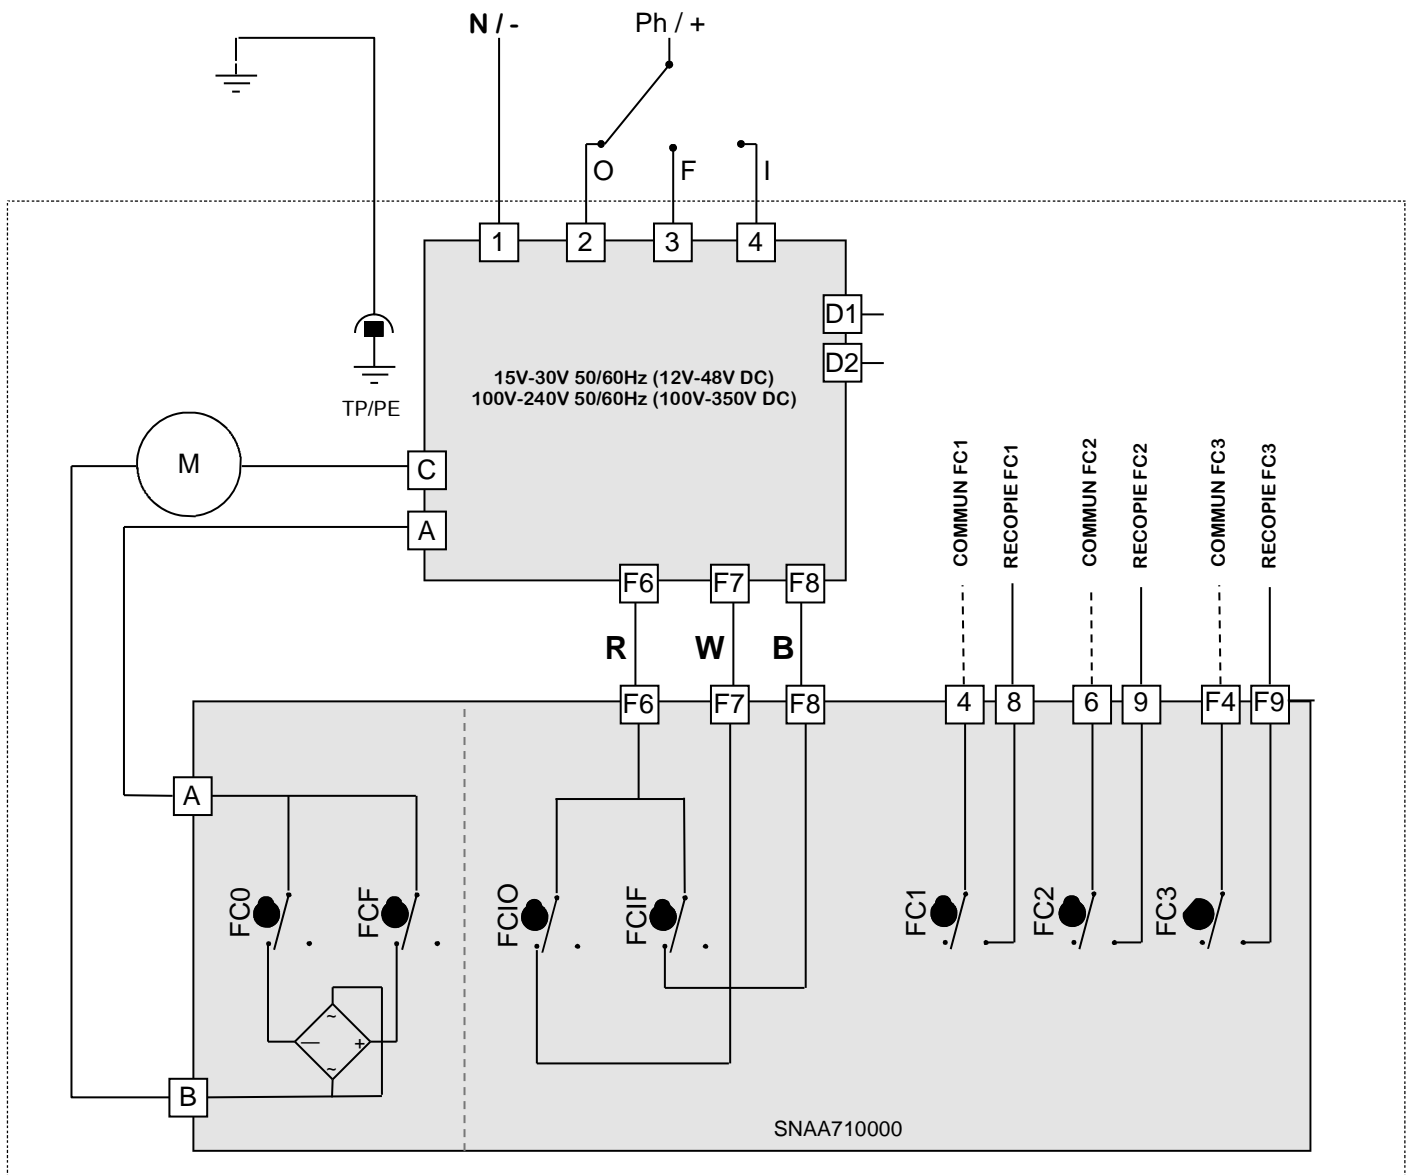 N / -
Ph / +
O
F
I
1
2
3
4
D1
D2
15V-30V 50/60Hz (12V-48V DC)
100V-240V 50/60Hz (100V-350V DC)
TP/PE
M
C
A
COMMUN FC1
RECOPIE FC1
COMMUN FC2
RECOPIE FC2
COMMUN FC3
RECOPIE FC3
F6
F7
F8
R
W
B
F6
F7
F8
4
8
6
9
F4
F9
A
FC0
FCF
FCIO
FCIF
FC1
FC2
FC3
~
—
+
~
B
SNAA710000